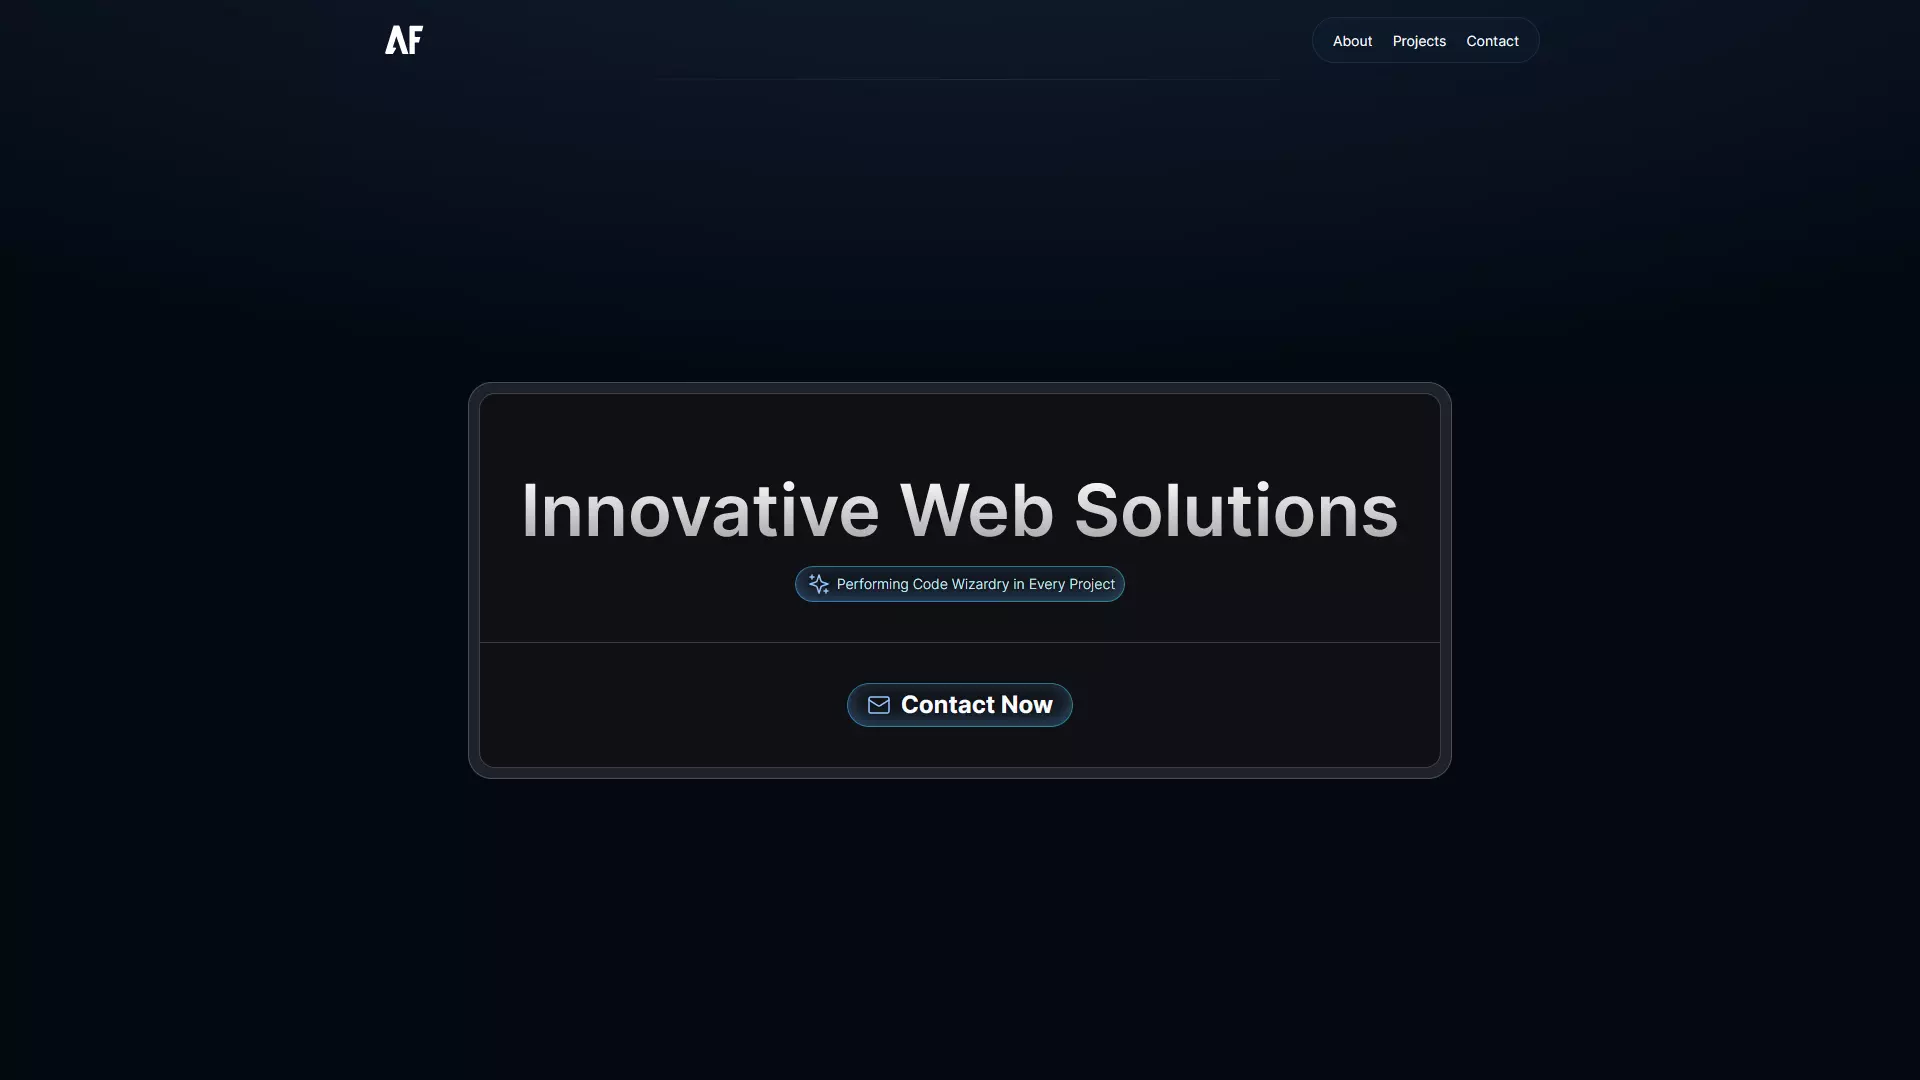 AF
About Projects Contact
Innovative Web Solutions
Performing Code Wizardry in Every Project
Contact Now